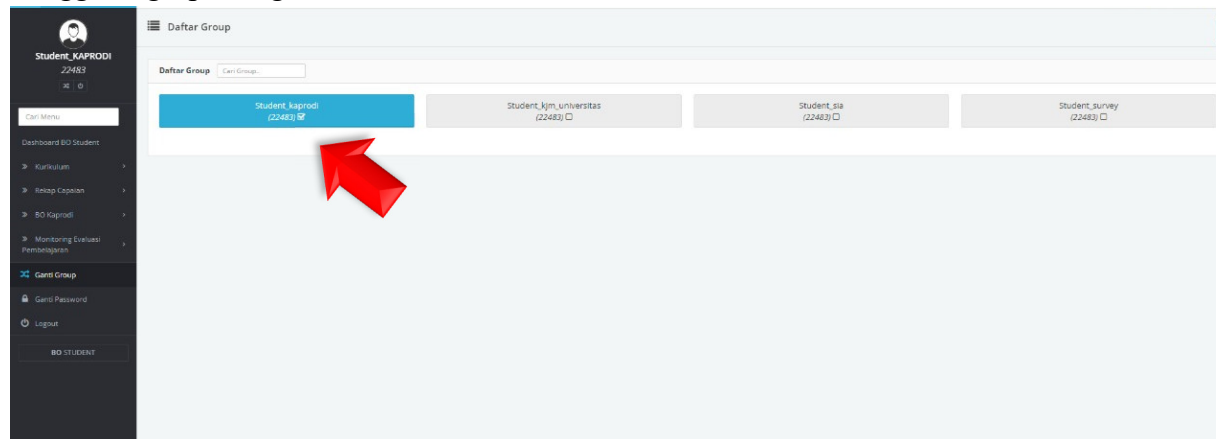 Student_KAPRODI
22483
Cari Menu
Dashboard BO Student
Kurikulum
Rekap Capaian
BO Kaprodi
Monitoring Evaluasi
Pembelajaran
Ganti Group
Ganti Password
Logout
BO STUDENT
Daftar Group
Daftar Group Cari Group..
Student_kaprodi
(22483)
Student_kjm_universitas
(22483)
Student_sia
(22483)
Student_survey
(22483)